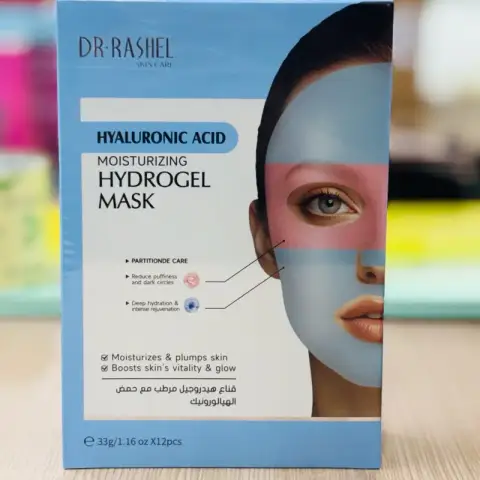 DR·RASHEL
SKIN CARE
HYALURONIC ACID
MOISTURIZING
HYDROGEL
MASK
PARTITIONDE CARE
Reduce puffiness
and dark circles
Deep hydration &
intense rejuvenation
Moisturizes & plumps skin
Boosts skin's vitality & glow
قناع هيدروجيل مرطب مع حمض
الهيالورونيك
℮ 33g/1.16 oz X12pcs